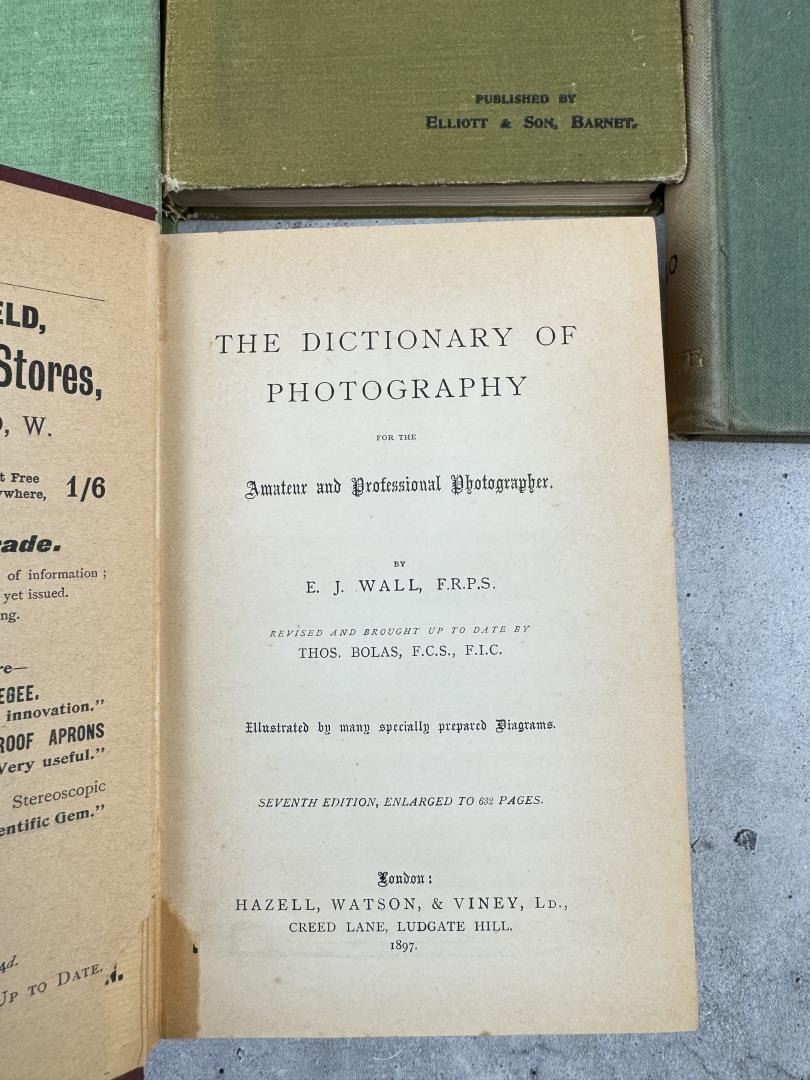 PUBLISHED BY
ELLIOTT & SON, BARNET.
ELD,
Stores,
, W.
t Free
where, 1/6
ade.
of information;
yet issued.
ng.
re—
EGEE.
innovation."
ROOF APRONS
Very useful."
Stereoscopic
entific Gem."
4d.
UP TO DATE.
THE DICTIONARY OF
PHOTOGRAPHY
FOR THE
Amateur and Professional Photographer.
BY
E. J. WALL, F.R.P.S.
REVISED AND BROUGHT UP TO DATE BY
THOS. BOLAS, F.C.S., F.I.C.
Illustrated by many specially prepared Diagrams.
SEVENTH EDITION, ENLARGED TO 632 PAGES.
London:
HAZELL, WATSON, & VINEY, LD.,
CREED LANE, LUDGATE HILL.
1897.